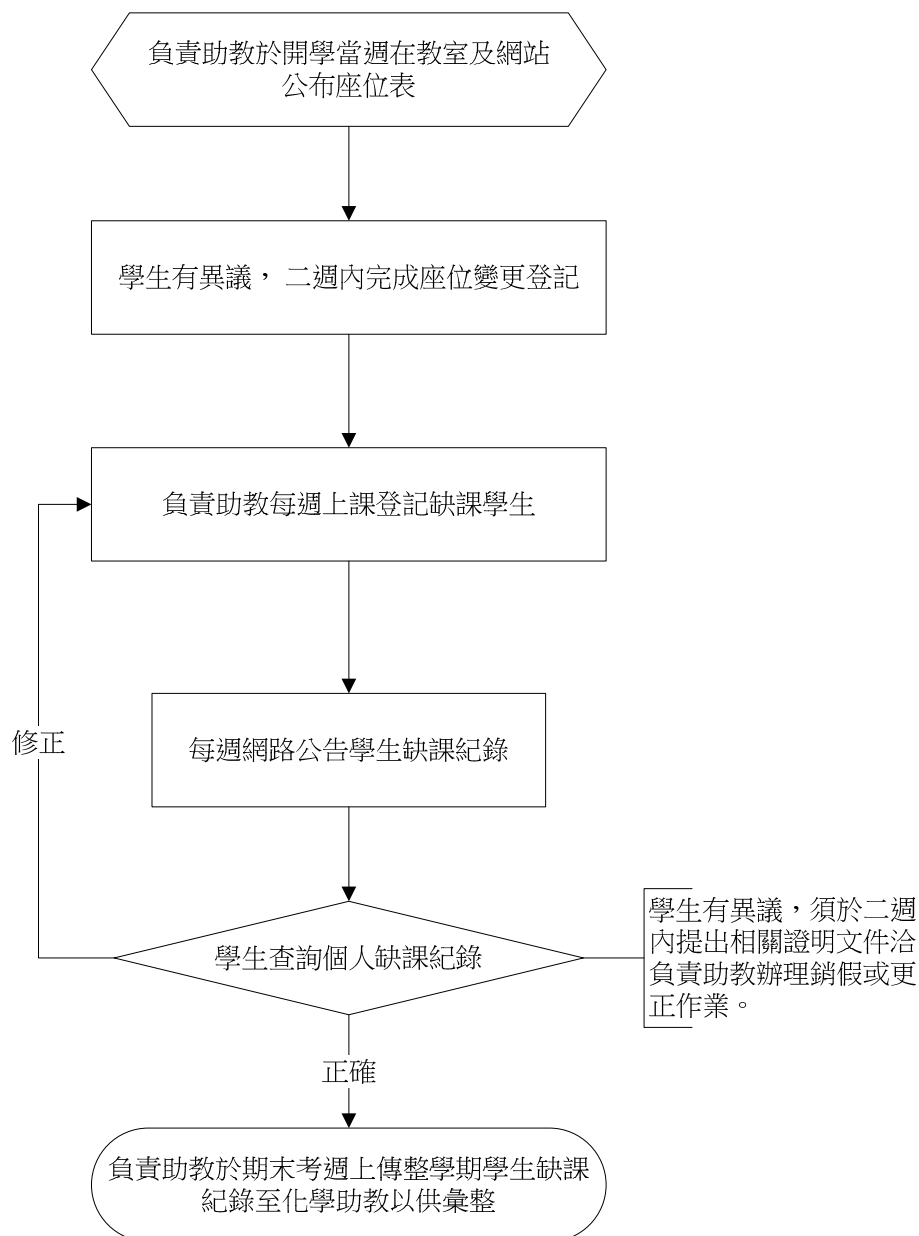 負責助教於開學當週在教室及網站
公布座位表
學生有異議, 二週內完成座位變更登記
負責助教每週上課登記缺課學生
每週網路公告學生缺課紀錄
修正
學生查詢個人缺課紀錄
學生有異議,須於二週
內提出相關證明文件洽
負責助教辦理銷假或更
正作業。
正確
負責助教於期末考週上傳整學期學生缺課
紀錄至化學助教以供彙整